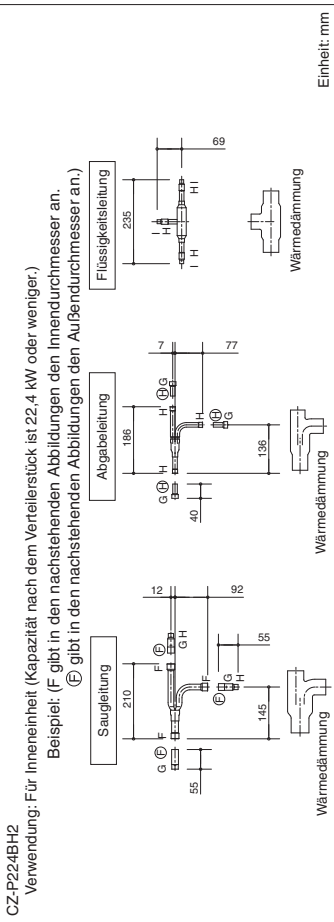 CZ-P224BH2
Verwendung: Für Inneneinheit (Kapazität nach dem Verteilerstück ist 22,4 kW oder weniger.)
Beispiel: (F gibt in den nachstehenden Abbildungen den Innendurchmesser an.
Ⓕ gibt in den nachstehenden Abbildungen den Außendurchmesser an.)
Saugleitung
210
12
F
F
Ⓕ
G H
G
Ⓕ
F
92
55
55
Ⓕ
G
H
145
Wärmedämmung
Abgabeleitung
186
7
H
H
Ⓗ
G
G
Ⓗ
H
77
40
Ⓗ
G
136
Wärmedämmung
Flüssigkeitsleitung
235
69
I
H
I
H
H I
Wärmedämmung
Einheit: mm